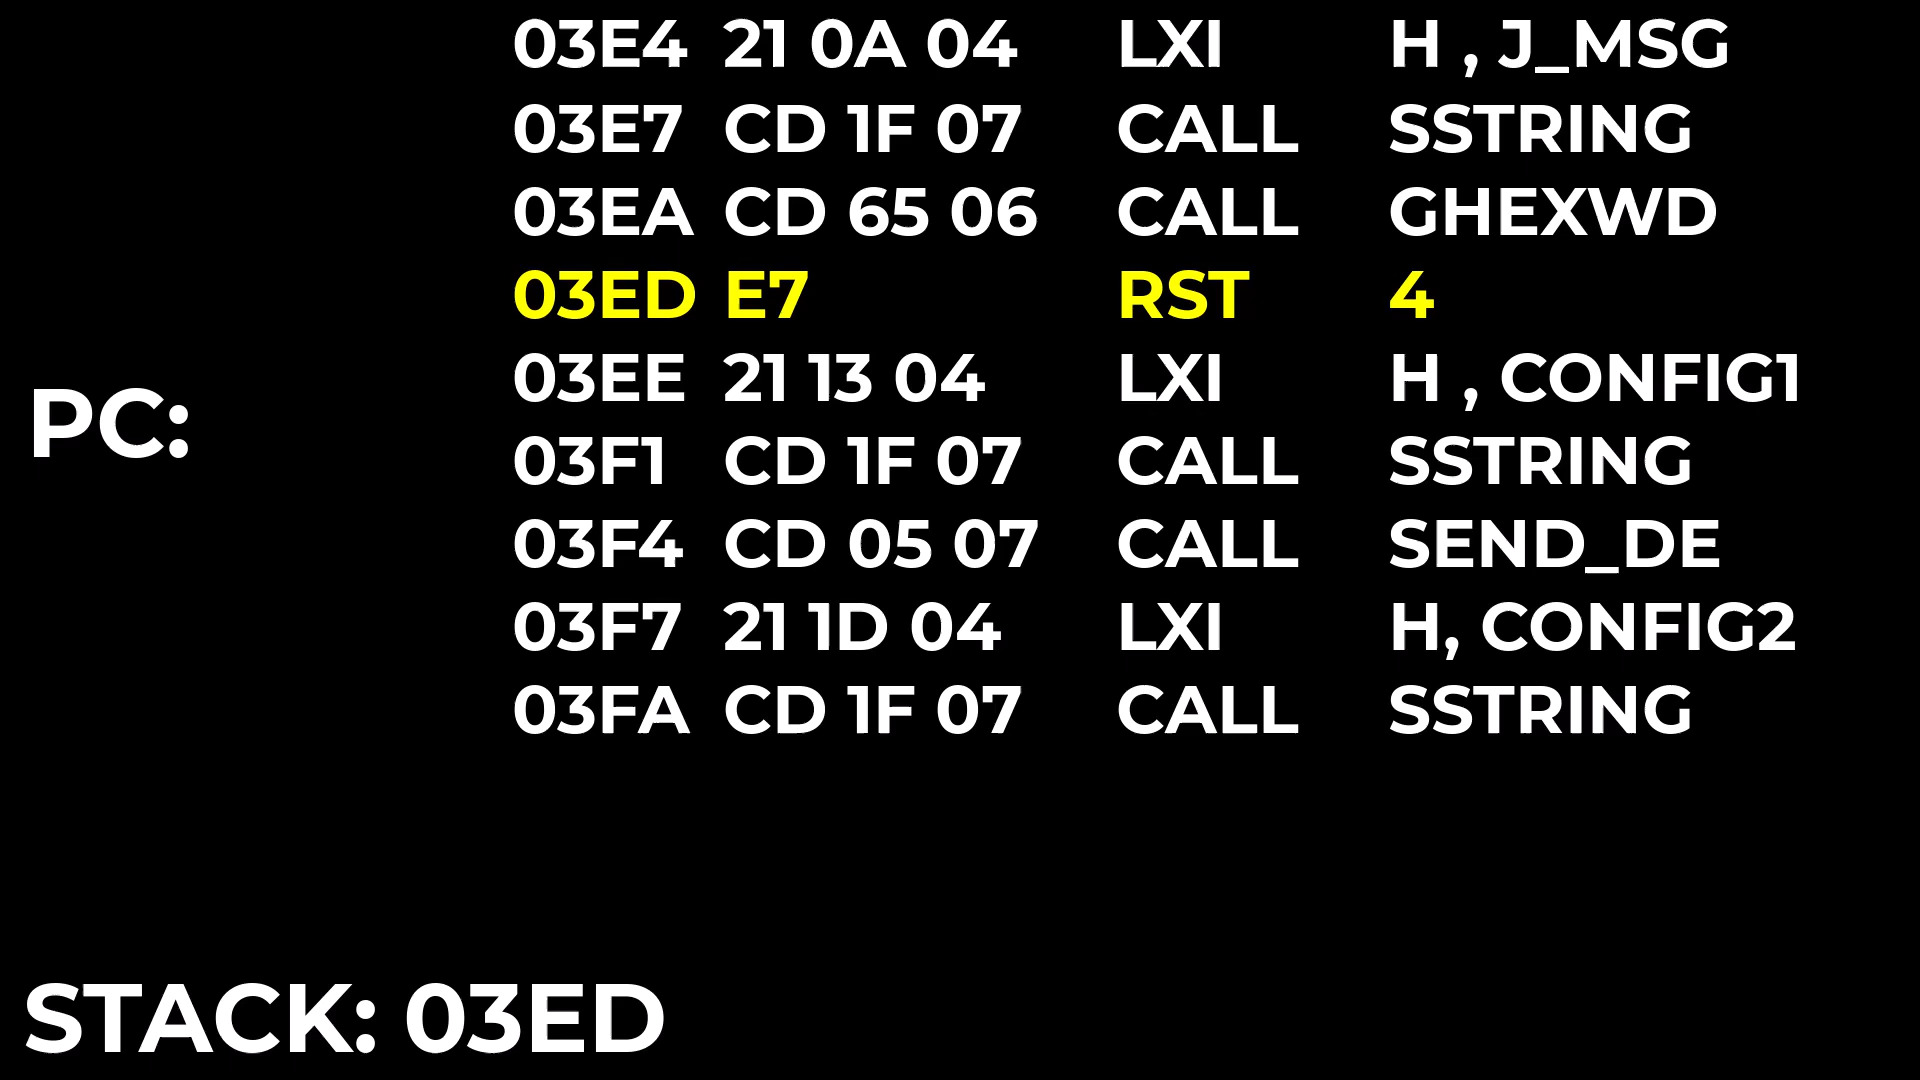 03E4 21 0A 04 LXI H , J_MSG
03E7 CD 1F 07 CALL SSTRING
03EA CD 65 06 CALL GHEXWD
03ED E7 RST 4
03EE 21 13 04 LXI H , CONFIG1
PC:
03F1 CD 1F 07 CALL SSTRING
03F4 CD 05 07 CALL SEND_DE
03F7 21 1D 04 LXI H, CONFIG2
03FA CD 1F 07 CALL SSTRING
STACK: 03ED